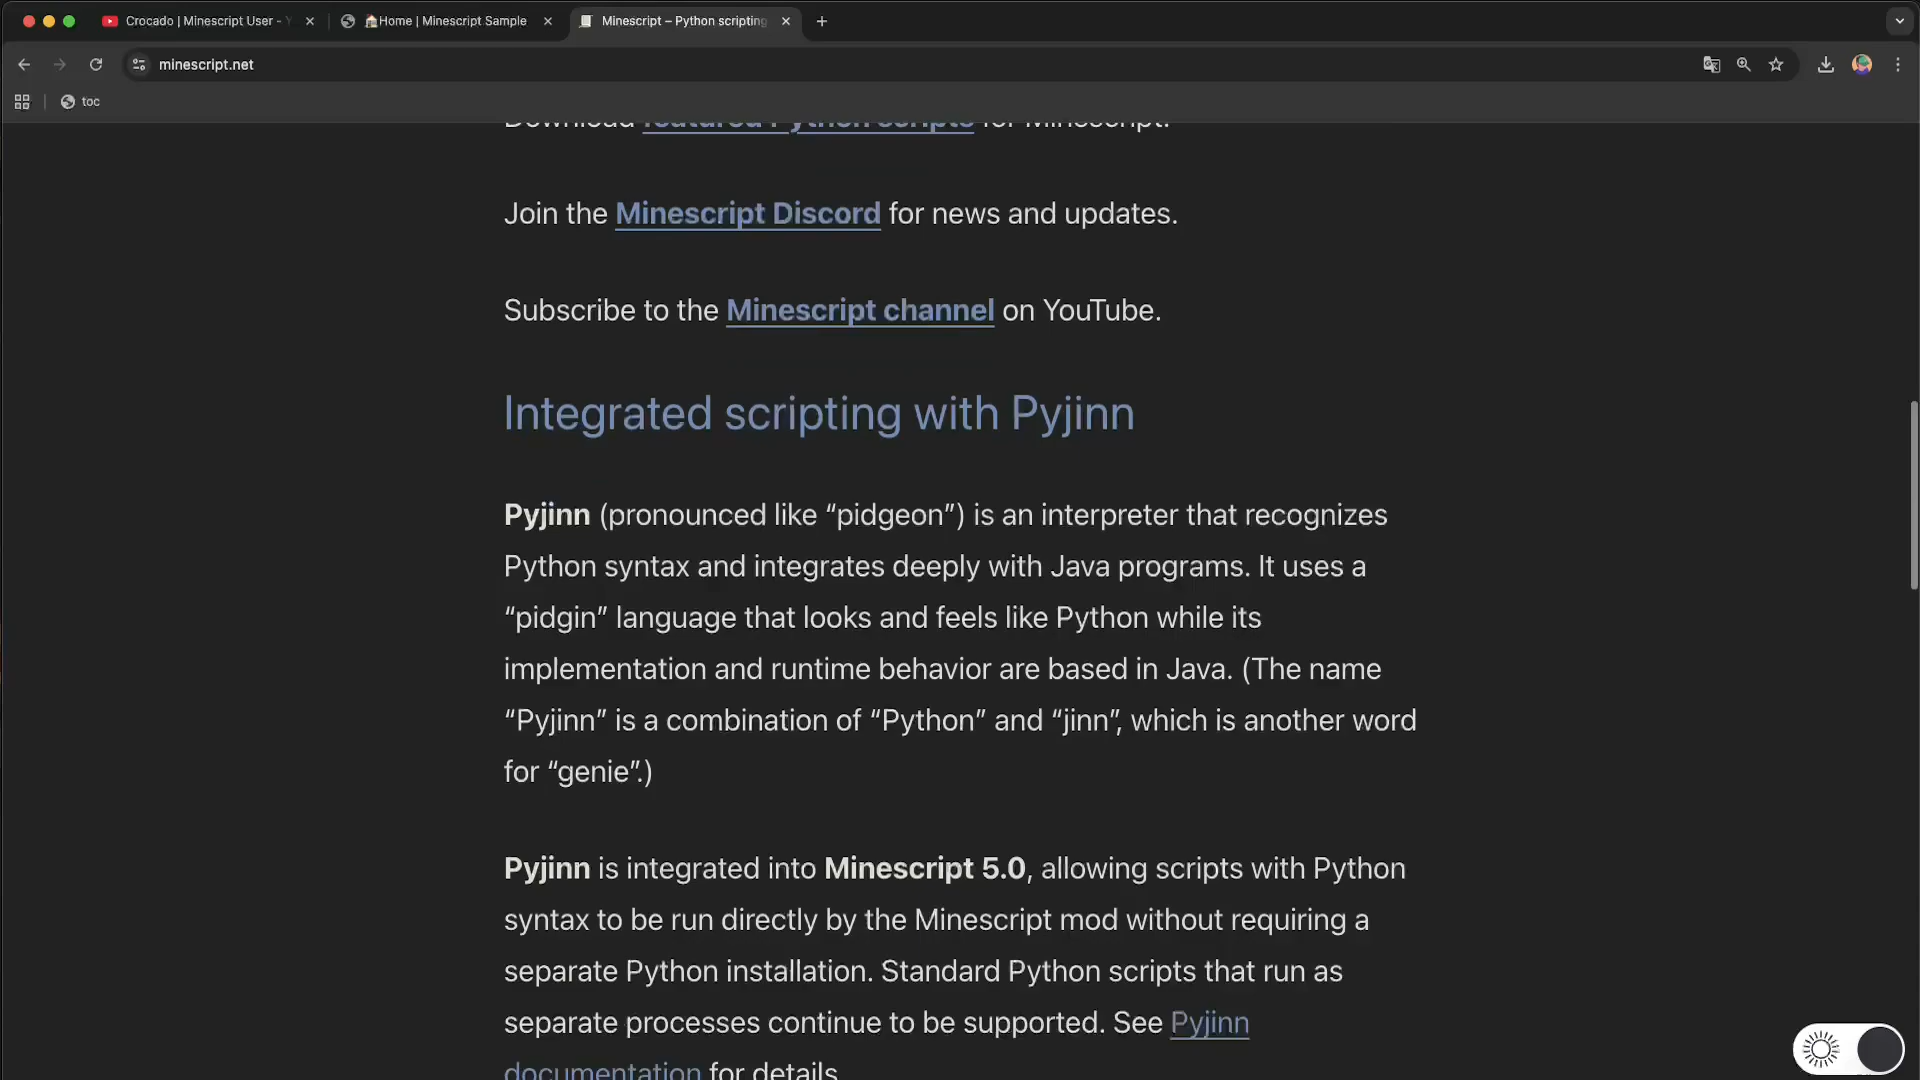 Crocado | Minescript User -
Home | Minescript Sample
Minescript – Python scripting
minescript.net
toc
Download featured Python scripts for Minescript.
Join the Minescript Discord for news and updates.
Subscribe to the Minescript channel on YouTube.
Integrated scripting with Pyjinn
Pyjinn (pronounced like “pidgeon”) is an interpreter that recognizes
Python syntax and integrates deeply with Java programs. It uses a
“pidgin” language that looks and feels like Python while its
implementation and runtime behavior are based in Java. (The name
“Pyjinn” is a combination of “Python” and “jinn”, which is another word
for “genie”.)
Pyjinn is integrated into Minescript 5.0, allowing scripts with Python
syntax to be run directly by the Minescript mod without requiring a
separate Python installation. Standard Python scripts that run as
separate processes continue to be supported. See Pyjinn
documentation for details.